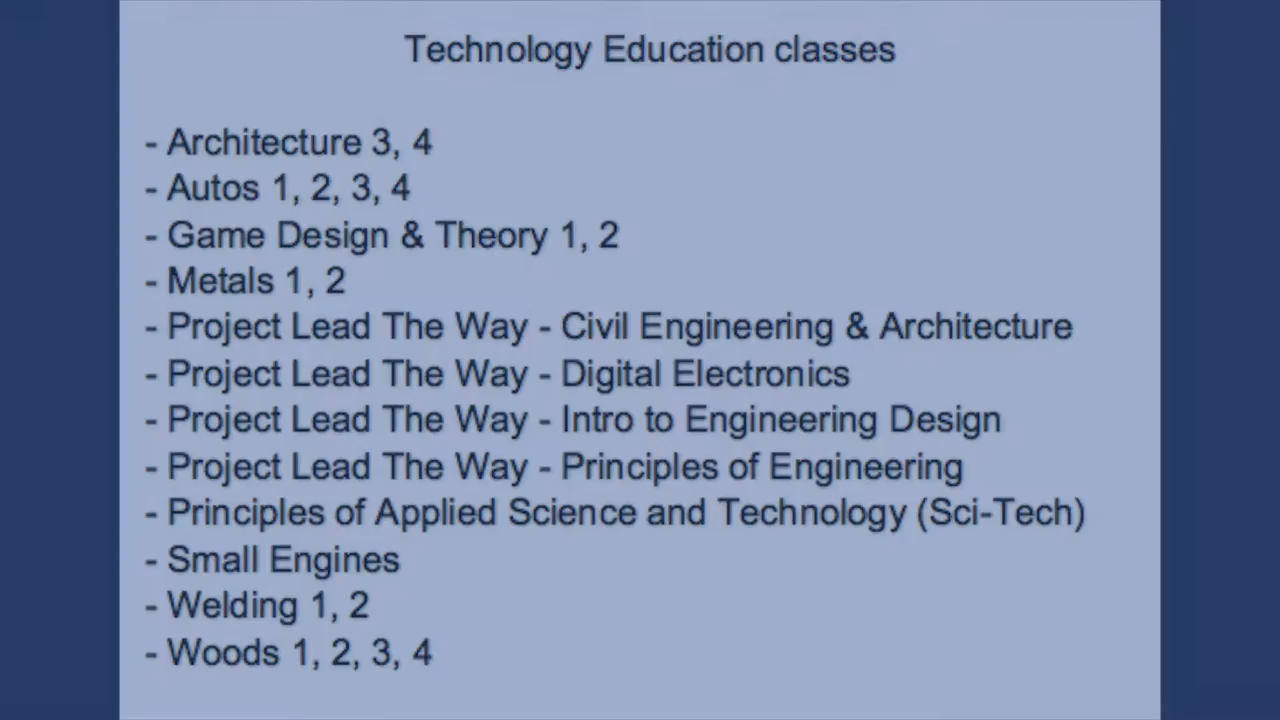 Technology Education classes
- Architecture 3, 4
- Autos 1, 2, 3, 4
- Game Design & Theory 1, 2
- Metals 1, 2
- Project Lead The Way - Civil Engineering & Architecture
- Project Lead The Way - Digital Electronics
- Project Lead The Way - Intro to Engineering Design
- Project Lead The Way - Principles of Engineering
- Principles of Applied Science and Technology (Sci-Tech)
- Small Engines
- Welding 1, 2
- Woods 1, 2, 3, 4